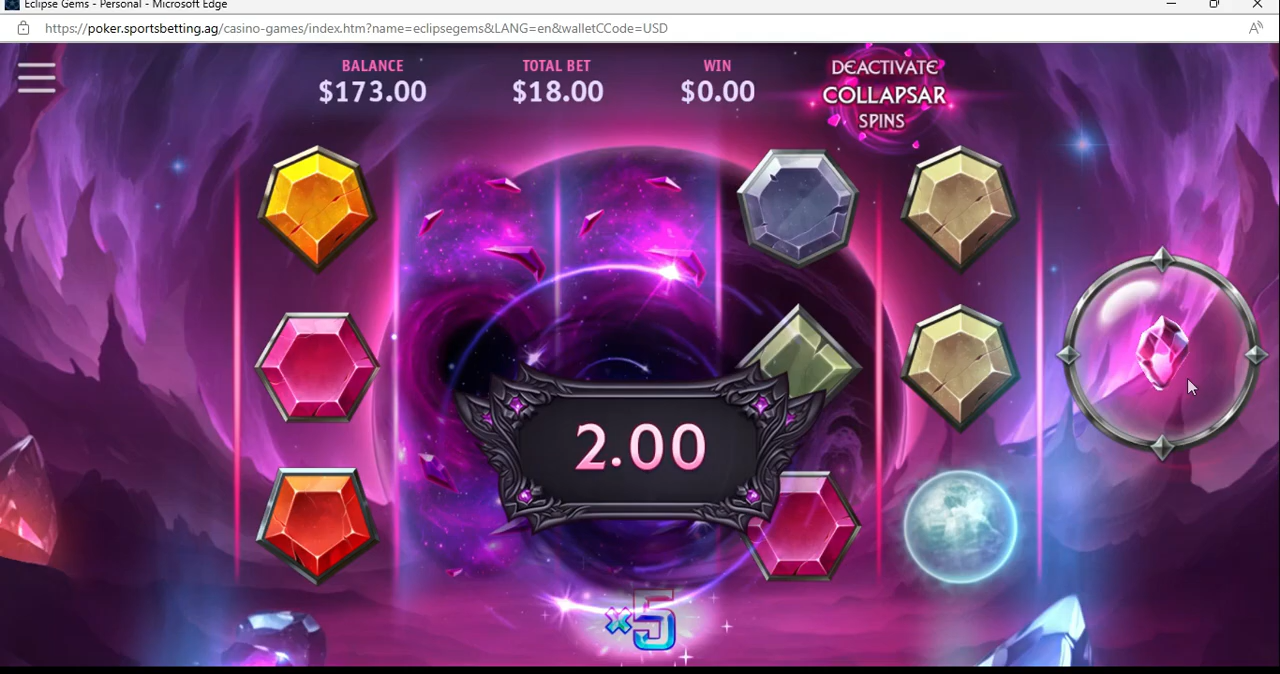 Eclipse Gems - Personal - Microsoft Edge
https://poker.sportsbetting.ag/casino-games/index.htm?name=eclipsegems&LANG=en&walletCCode=USD
BALANCE TOTAL BET WIN
$173.00 $18.00 $0.00
DEACTIVATE
COLLAPSAR
SPINS
2.00
x5